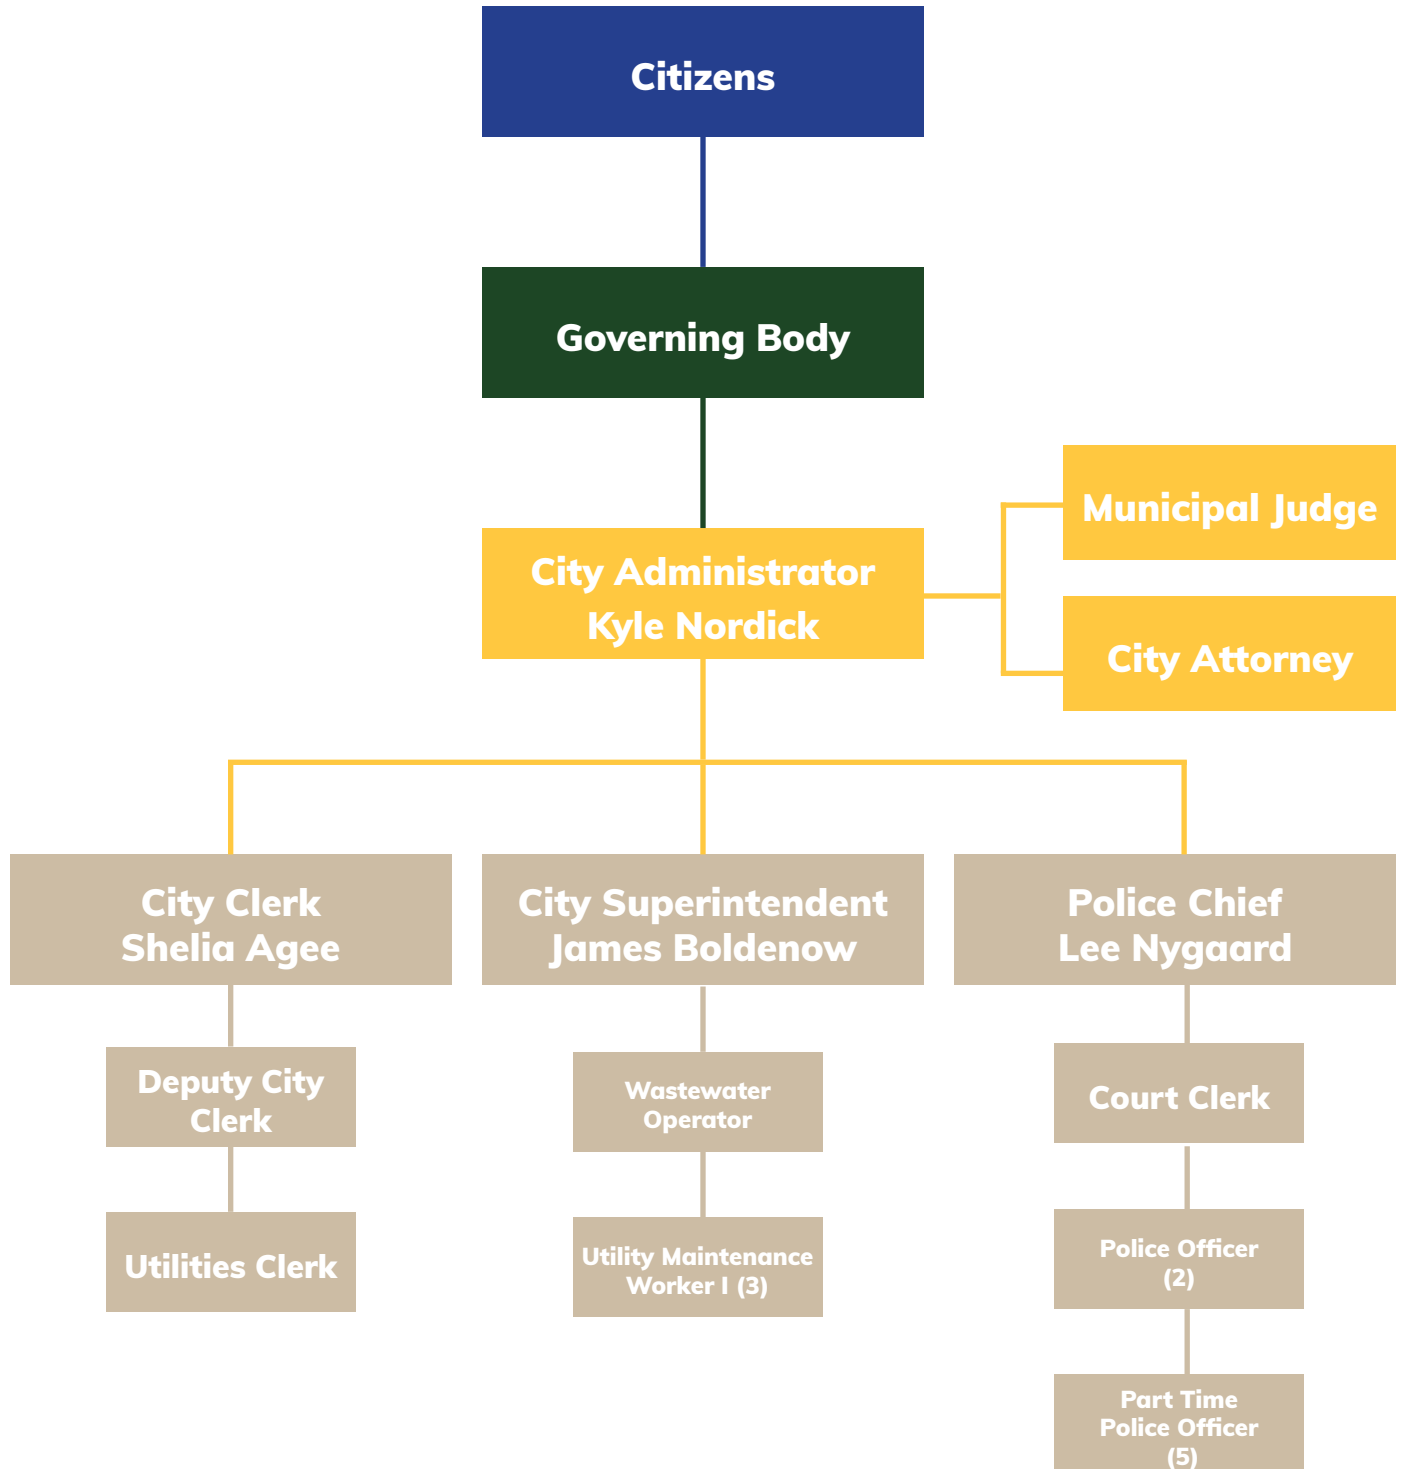 Citizens
Governing Body
Municipal Judge
City Administrator
Kyle Nordick
City Attorney
City Clerk
Shelia Agee
City Superintendent
James Boldenow
Police Chief
Lee Nygaard
Deputy City
Clerk
Wastewater
Operator
Court Clerk
Utilities Clerk
Utility Maintenance
Worker I (3)
Police Officer
(2)
Part Time
Police Officer
(5)